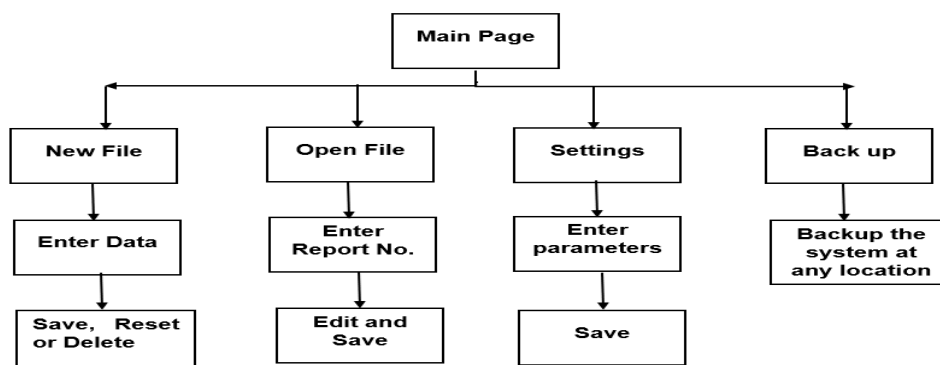 Main Page
New File
Open File
Settings
Back up
Enter Data
Enter
Report No.
Enter
parameters
Backup the
system at
any location
Save, Reset
or Delete
Edit and
Save
Save